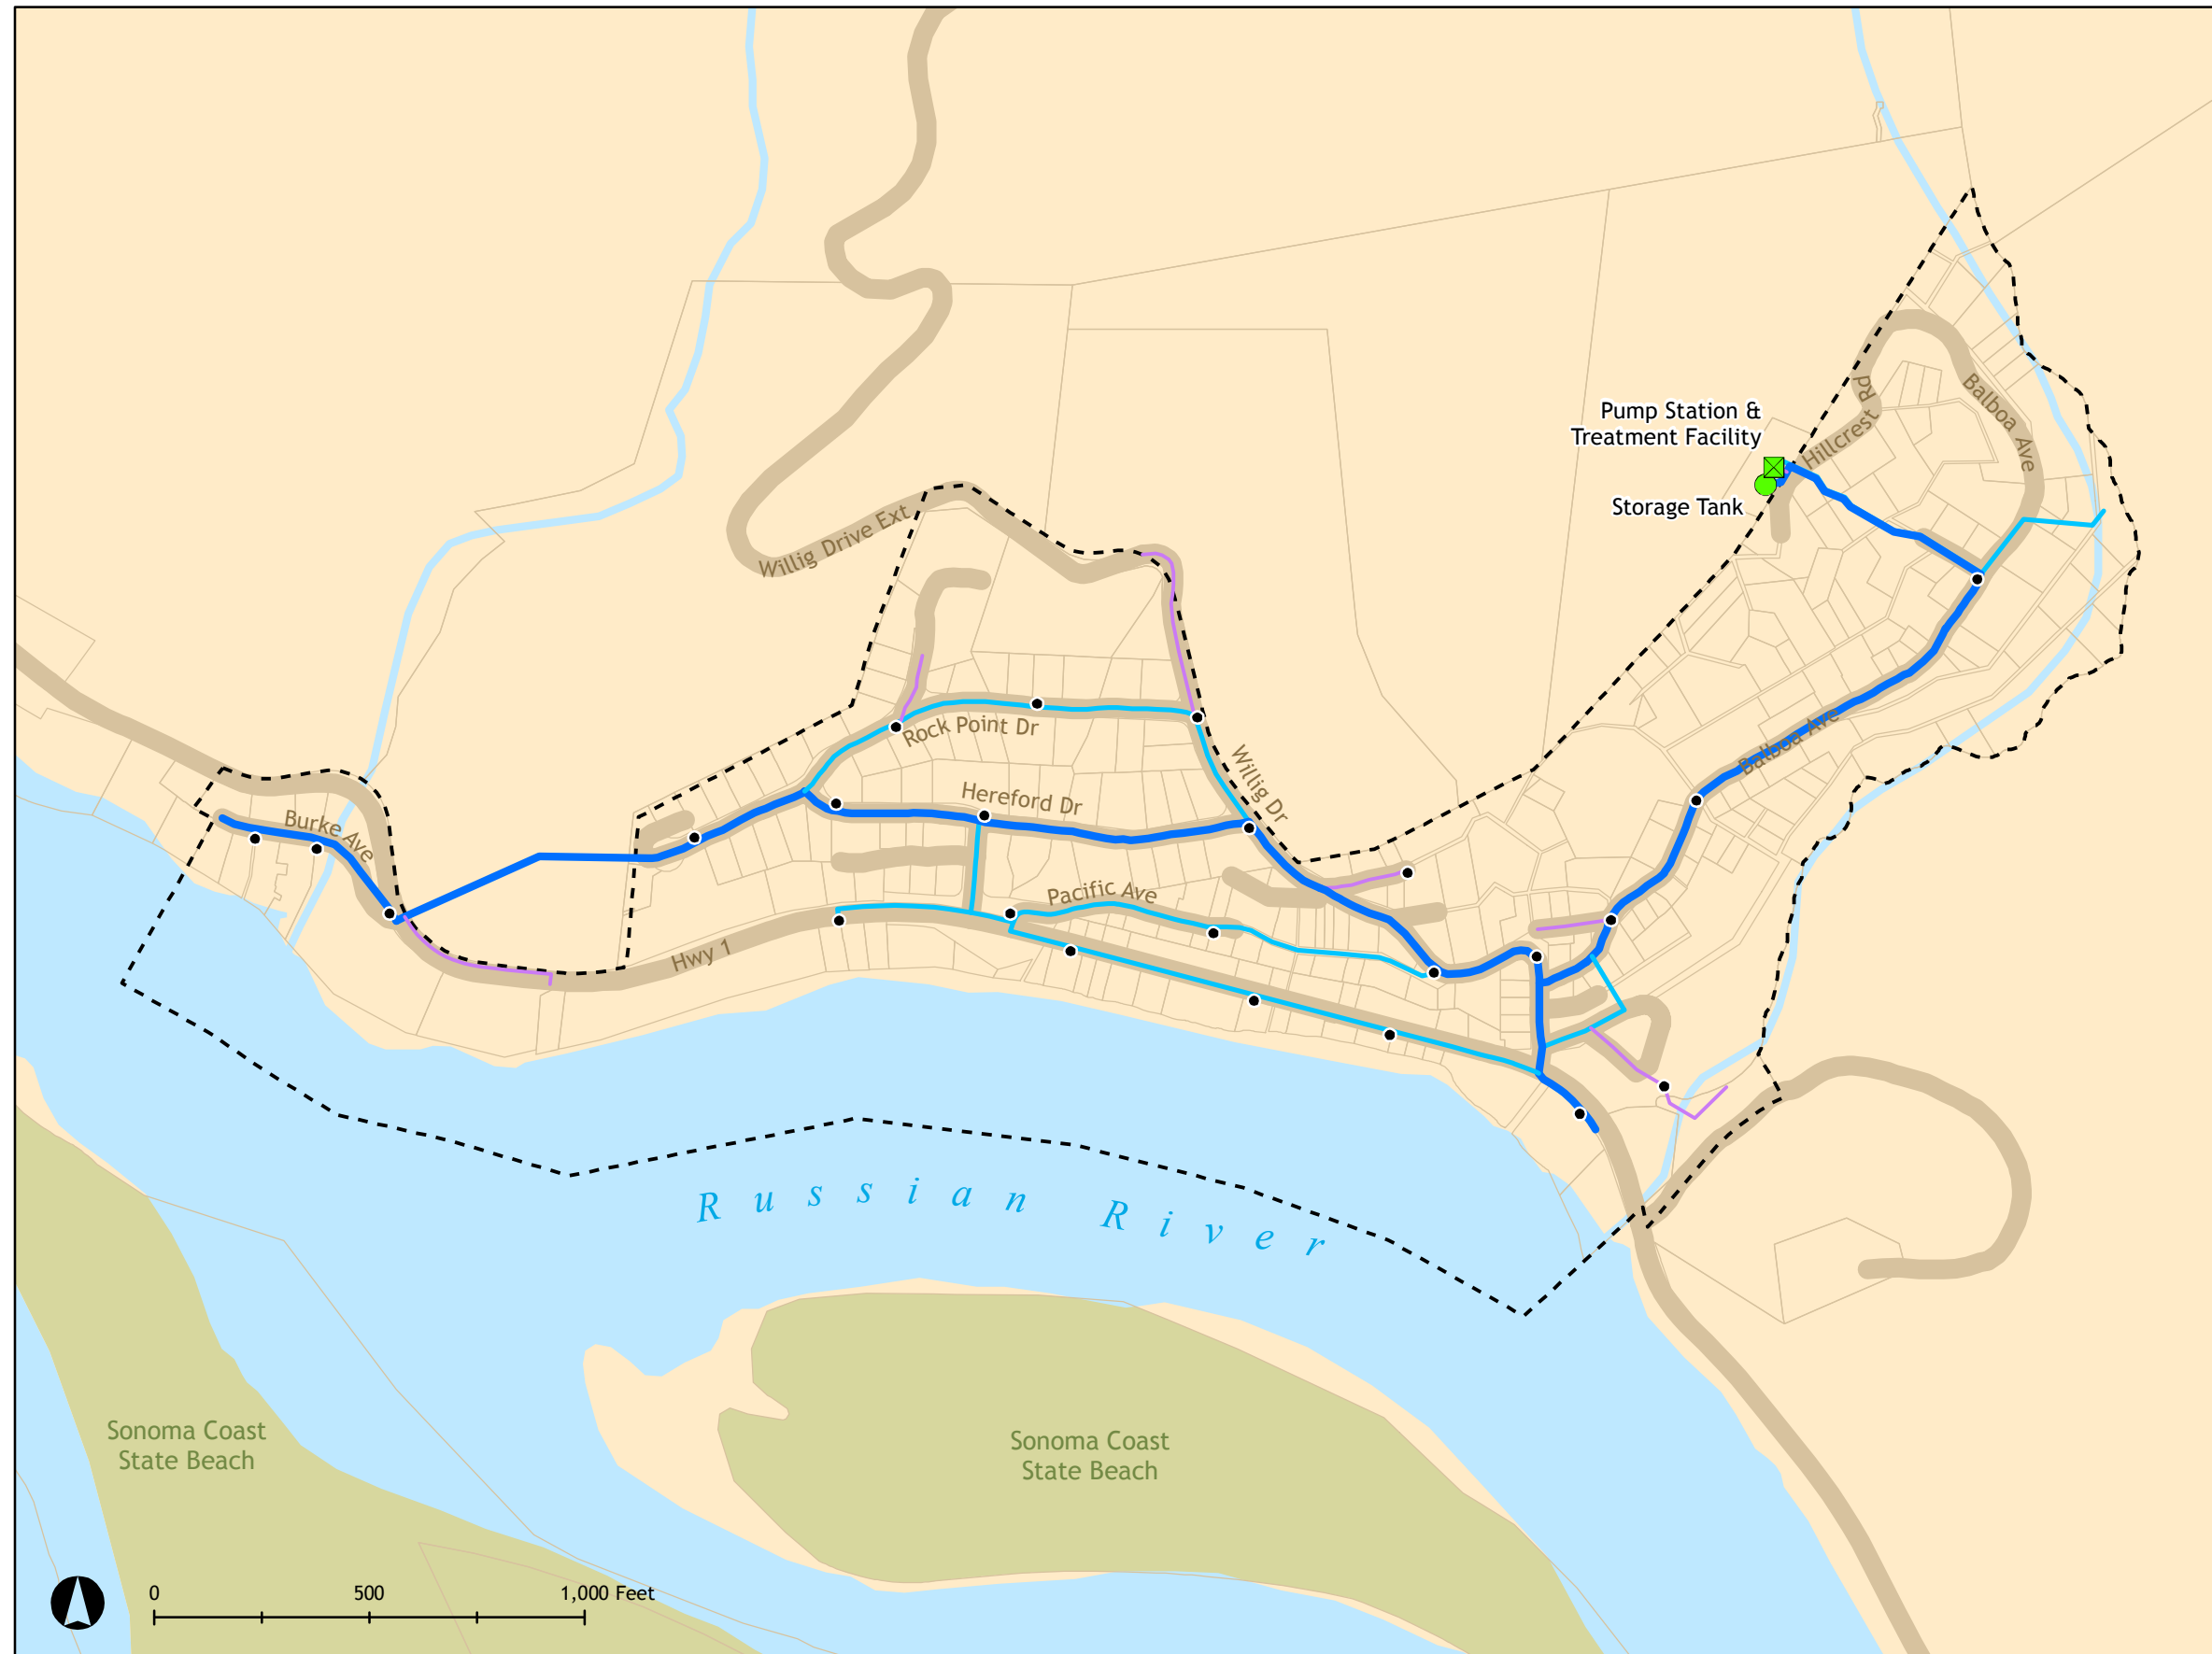 Pump Station &
Treatment Facility
Storage Tank
Hillcrest Rd
Balboa Ave
Willig Drive Ext
Rock Point Dr
Willig Dr
Balboa Ave
Hereford Dr
Burke Ave
Pacific Ave
Hwy 1
Russian River
Sonoma Coast
State Beach
Sonoma Coast
State Beach
0 500 1,000 Feet